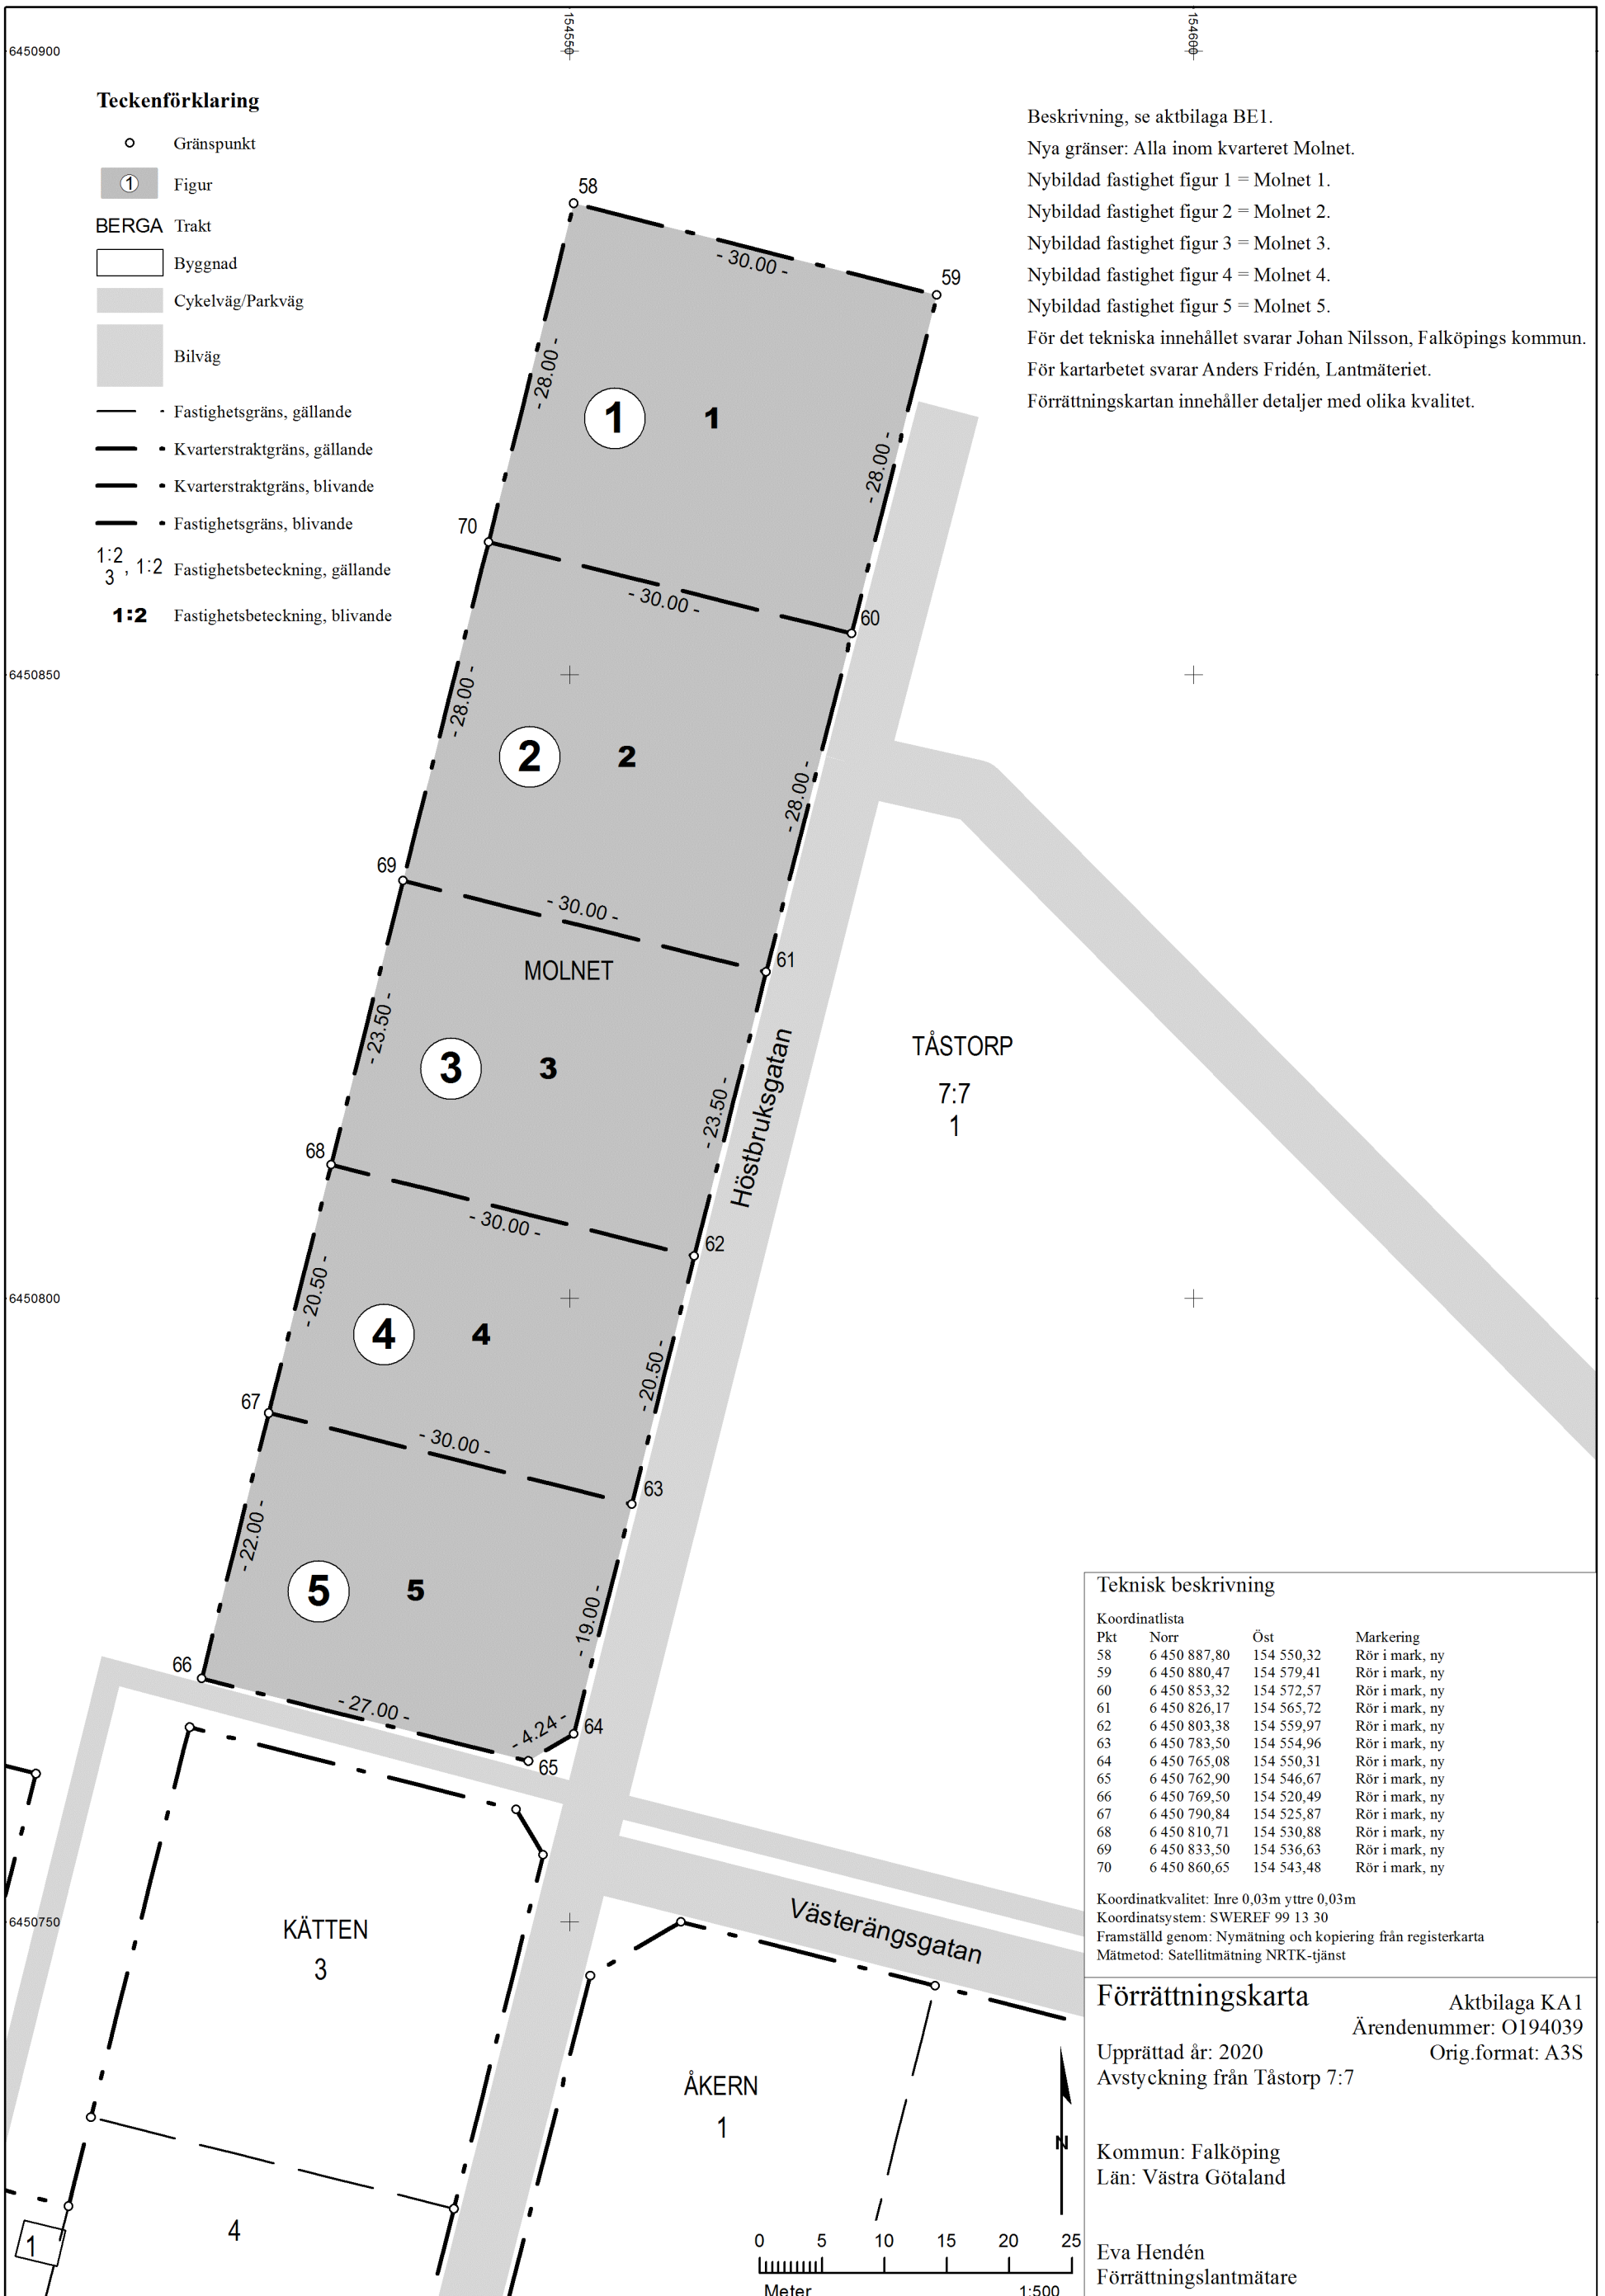 154550
154600
6450900
Teckenförklaring
Gränspunkt
1 Figur
BERGA Trakt
Byggnad
Cykelväg/Parkväg
Bilväg
Fastighetsgräns, gällande
Kvarterstraktgräns, gällande
Kvarterstraktgräns, blivande
Fastighetsgräns, blivande
1:2
3 , 1:2 Fastighetsbeteckning, gällande
1:2 Fastighetsbeteckning, blivande
Beskrivning, se aktbilaga BE1.
Nya gränser: Alla inom kvarteret Molnet.
Nybildad fastighet figur 1 = Molnet 1.
Nybildad fastighet figur 2 = Molnet 2.
Nybildad fastighet figur 3 = Molnet 3.
Nybildad fastighet figur 4 = Molnet 4.
Nybildad fastighet figur 5 = Molnet 5.
För det tekniska innehållet svarar Johan Nilsson, Falköpings kommun.
För kartarbetet svarar Anders Fridén, Lantmäteriet.
Förrättningskartan innehåller detaljer med olika kvalitet.
58
- 30.00 -
59
- 28.00 -
1 1
- 28.00 -
70
- 30.00 -
60
6450850
- 28.00 -
2 2
- 28.00 -
69
- 30.00 -
61
MOLNET
- 23.50 -
3 3
- 23.50 -
Höstbruksgatan
TÅSTORP
7:7
1
68
- 30.00 -
62
6450800
- 20.50 -
4 4
- 20.50 -
67
- 30.00 -
63
- 22.00 -
5 5
- 19.00 -
66
- 27.00 -
- 4.24 -
64
65
6450750
KÄTTEN
3
Västerängsgatan
ÅKERN
1
4
1
N
0 5 10 15 20 25
Meter 1:500
Teknisk beskrivning
Koordinatlista
Pkt Norr Öst Markering
58 6 450 887,80 154 550,32 Rör i mark, ny
59 6 450 880,47 154 579,41 Rör i mark, ny
60 6 450 853,32 154 572,57 Rör i mark, ny
61 6 450 826,17 154 565,72 Rör i mark, ny
62 6 450 803,38 154 559,97 Rör i mark, ny
63 6 450 783,50 154 554,96 Rör i mark, ny
64 6 450 765,08 154 550,31 Rör i mark, ny
65 6 450 762,90 154 546,67 Rör i mark, ny
66 6 450 769,50 154 520,49 Rör i mark, ny
67 6 450 790,84 154 525,87 Rör i mark, ny
68 6 450 810,71 154 530,88 Rör i mark, ny
69 6 450 833,50 154 536,63 Rör i mark, ny
70 6 450 860,65 154 543,48 Rör i mark, ny
Koordinatkvalitet: Inre 0,03m yttre 0,03m
Koordinatsystem: SWEREF 99 13 30
Framställd genom: Nymätning och kopiering från registerkarta
Mätmetod: Satellitmätning NRTK-tjänst
Förrättningskarta
Aktbilaga KA1
Ärendenummer: O194039
Upprättad år: 2020 Orig.format: A3S
Avstyckning från Tåstorp 7:7
Kommun: Falköping
Län: Västra Götaland
Eva Hendén
Förrättningslantmätare